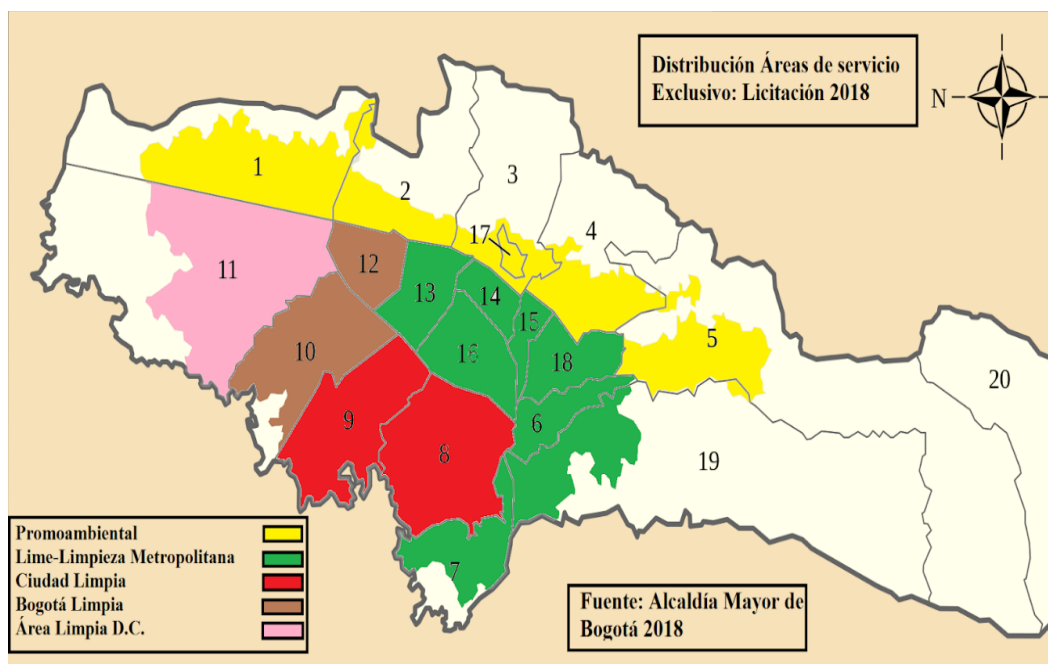 Distribución Áreas de servicio
Exclusivo: Licitación 2018
N
1
2
3
4
17
12
11
13
14
15
16
18
5
10
20
9
8
6
19
7
Promoambiental
Lime-Limpieza Metropolitana
Ciudad Limpia
Bogotá Limpia
Área Limpia D.C.
Fuente: Alcaldía Mayor de
Bogotá 2018